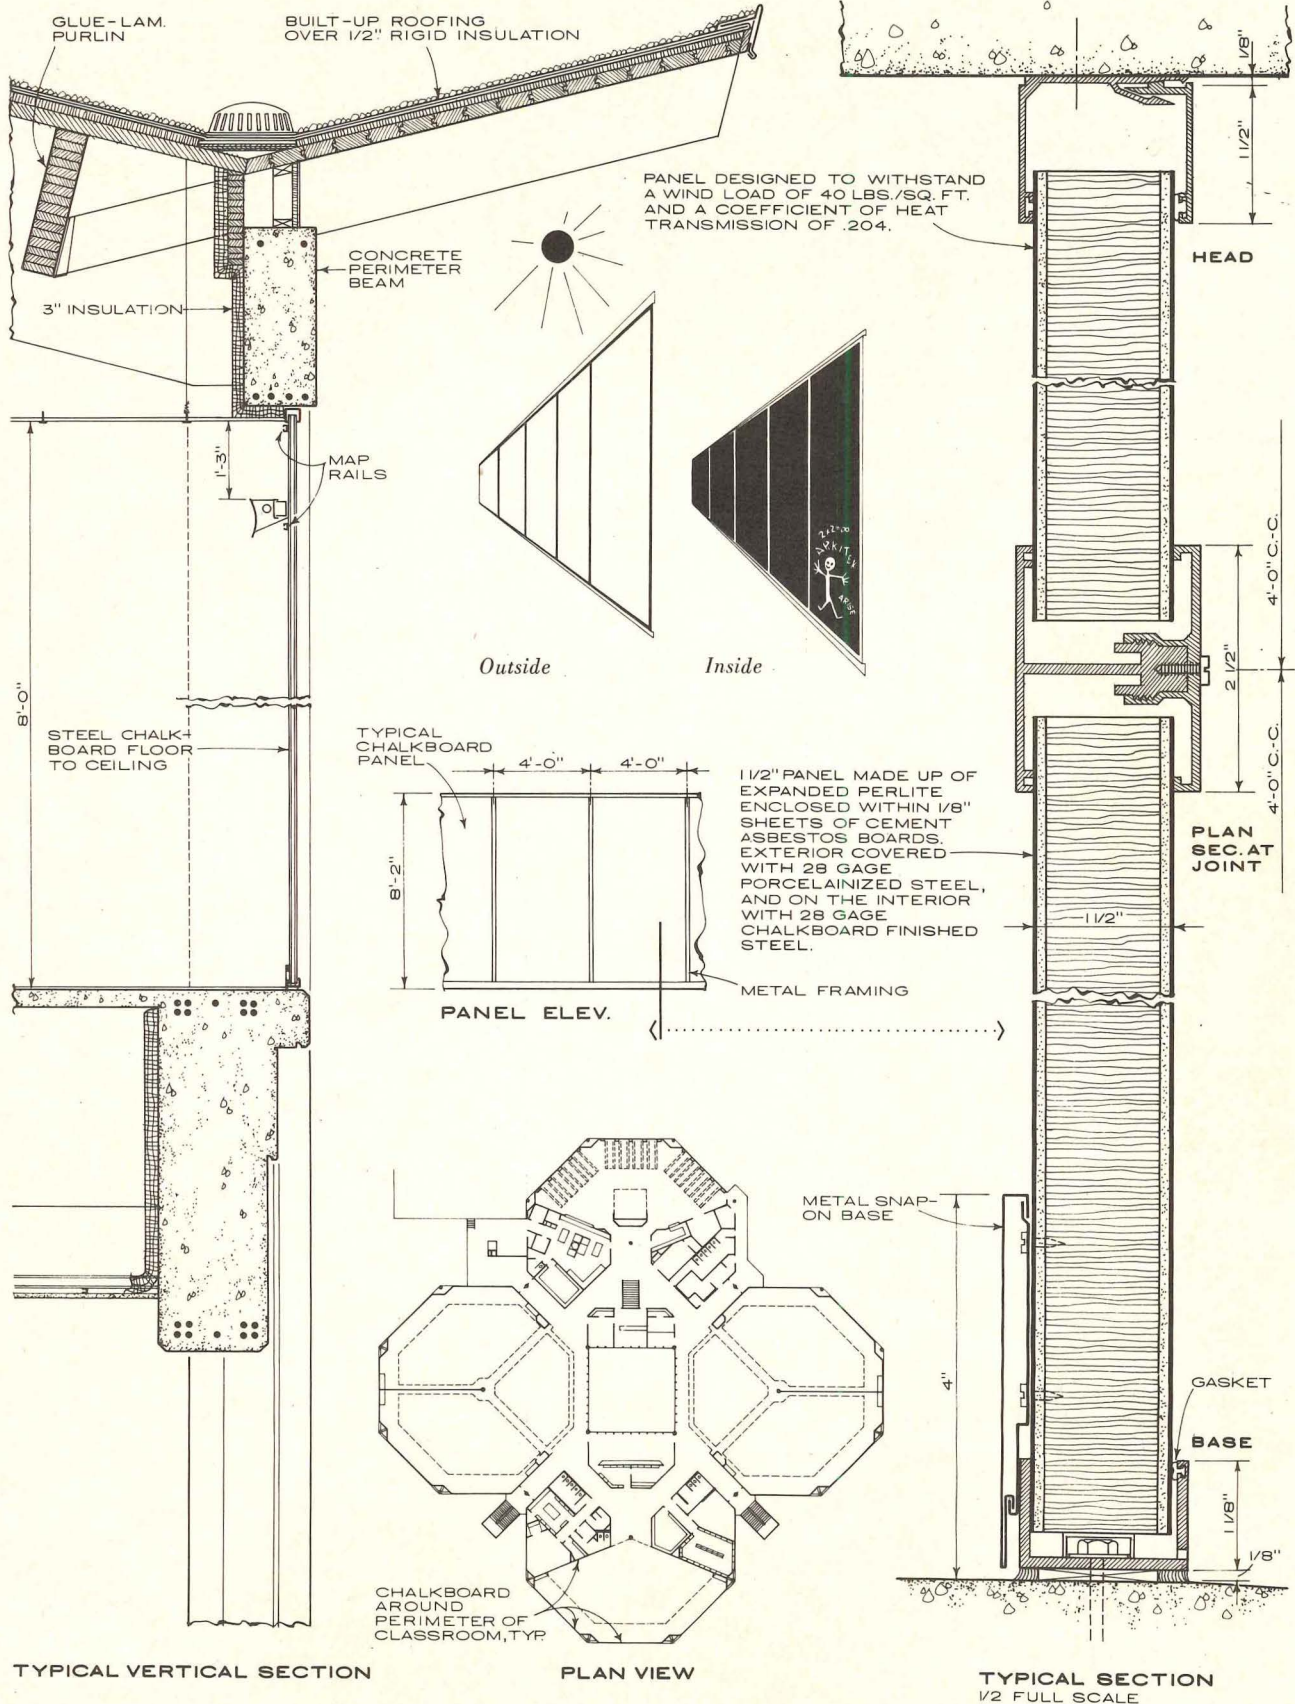 GLUE-LAM.
PURLIN
BUILT-UP ROOFING
OVER 1/2" RIGID INSULATION
CONCRETE
PERIMETER
BEAM
3" INSULATION
1'-3"
MAP
RAILS
8'-0"
STEEL CHALK-
BOARD FLOOR
TO CEILING
TYPICAL VERTICAL SECTION
PANEL DESIGNED TO WITHSTAND
A WIND LOAD OF 40 LBS./SQ. FT.
AND A COEFFICIENT OF HEAT
TRANSMISSION OF .204.
Outside
2x2=00
ARKITEK
ARISE
Inside
TYPICAL
CHALKBOARD
PANEL
4'-0"
4'-0"
8'-2"
METAL FRAMING
PANEL ELEV.
1 1/2" PANEL MADE UP OF
EXPANDED PERLITE
ENCLOSED WITHIN 1/8"
SHEETS OF CEMENT
ASBESTOS BOARDS.
EXTERIOR COVERED
WITH 28 GAGE
PORCELAINIZED STEEL,
AND ON THE INTERIOR
WITH 28 GAGE
CHALKBOARD FINISHED
STEEL.
CHALKBOARD
AROUND
PERIMETER OF
CLASSROOM, TYP.
PLAN VIEW
1/8"
1 1/2"
HEAD
4'-0" C.-C.
2 1/2"
4'-0" C.-C.
PLAN
SEC. AT
JOINT
1 1/2"
METAL SNAP-
ON BASE
4"
GASKET
BASE
1 1/8"
1/8"
TYPICAL SECTION
1/2 FULL SCALE